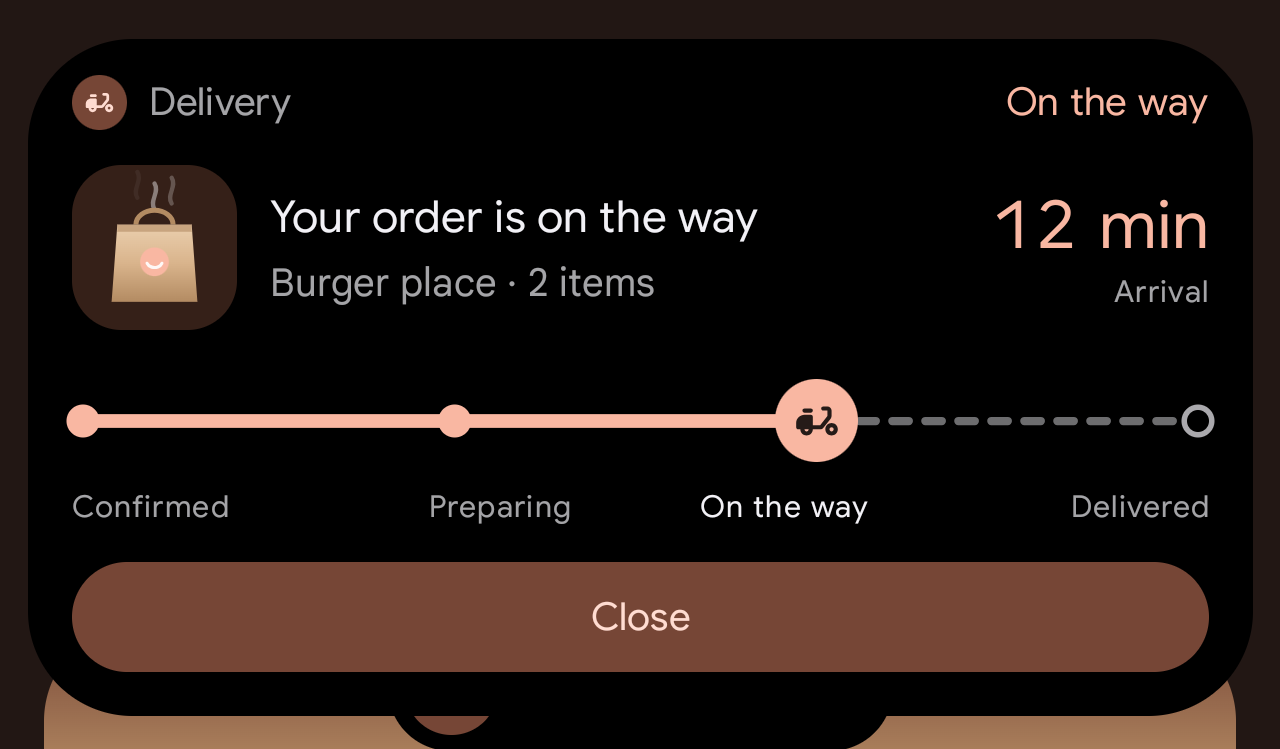 Delivery
On the way
Your order is on the way
Burger place · 2 items
12 min
Arrival
Confirmed
Preparing
On the way
Delivered
Close